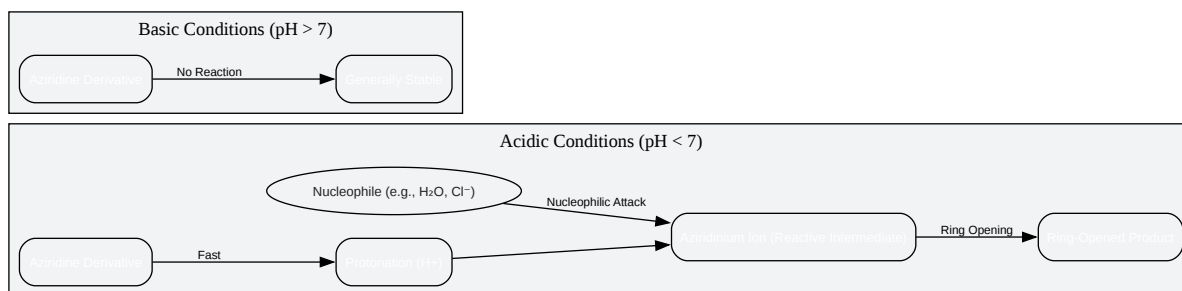 Basic Conditions (pH > 7)
Aziridine Derivative
No Reaction
Generally Stable
Acidic Conditions (pH < 7)
Nucleophile (e.g., H₂O, Cl⁻)
Nucleophilic Attack
Aziridine Derivative
Fast
Protonation (H+)
Aziridinium Ion (Reactive Intermediate)
Ring Opening
Ring-Opened Product